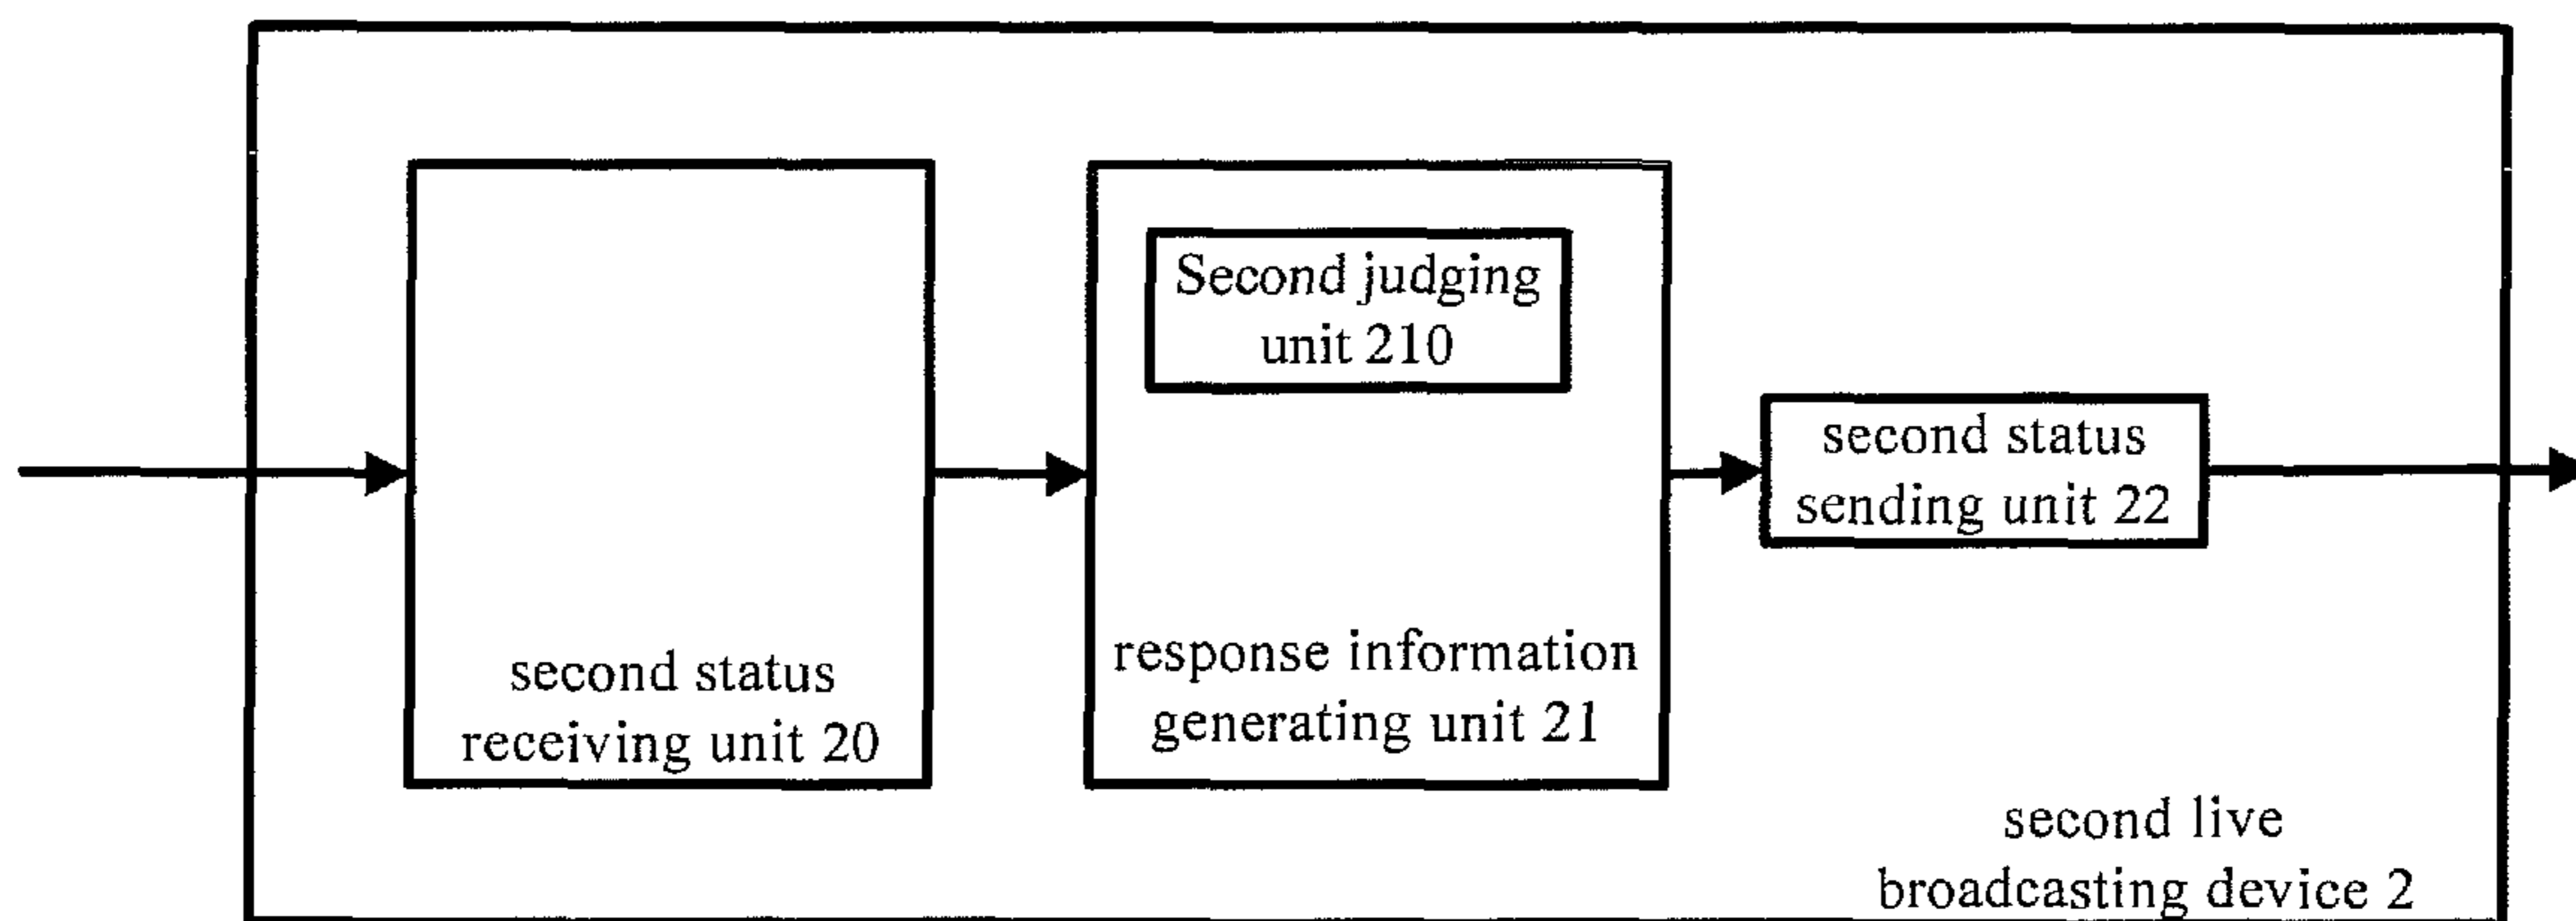 Second judging
unit 210
second status
sending unit 22
response information
generating unit 21
second status
receiving unit 20
second live
broadcasting device 2